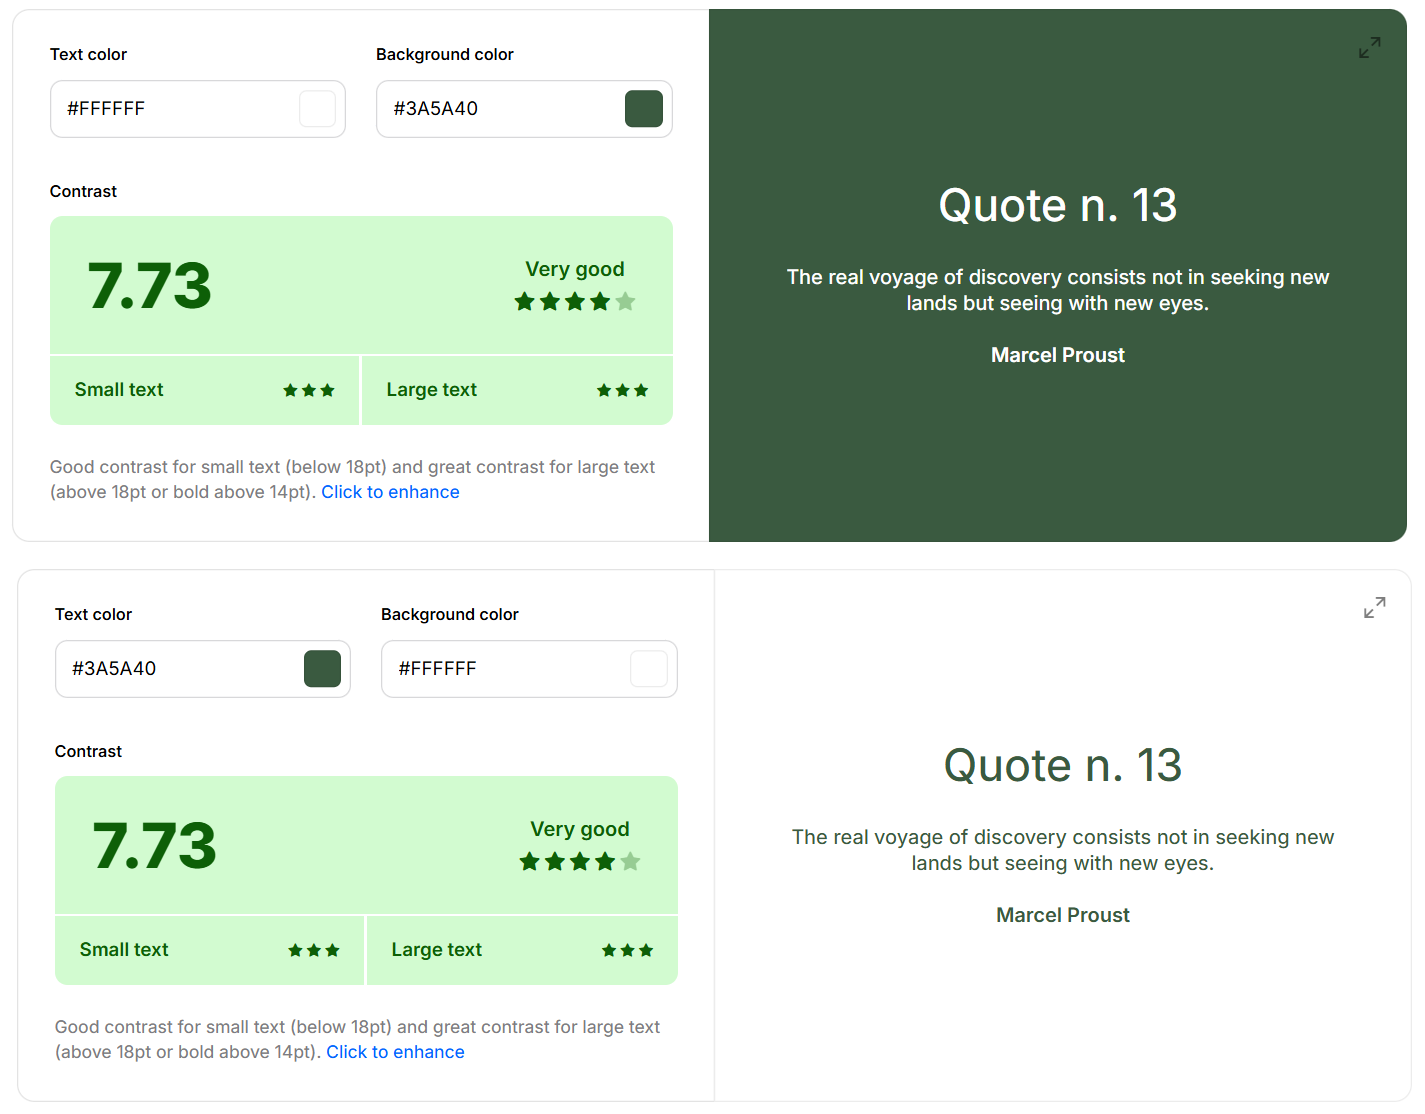 Text color
Background color
#FFFFFF
#3A5A40
Contrast
7.73
Very good
Small text
Large text
Good contrast for small text (below 18pt) and great contrast for large text
(above 18pt or bold above 14pt). Click to enhance
Quote n. 13
The real voyage of discovery consists not in seeking new
lands but seeing with new eyes.
Marcel Proust
Text color
Background color
#3A5A40
#FFFFFF
Contrast
7.73
Very good
Small text
Large text
Good contrast for small text (below 18pt) and great contrast for large text
(above 18pt or bold above 14pt). Click to enhance
Quote n. 13
The real voyage of discovery consists not in seeking new
lands but seeing with new eyes.
Marcel Proust